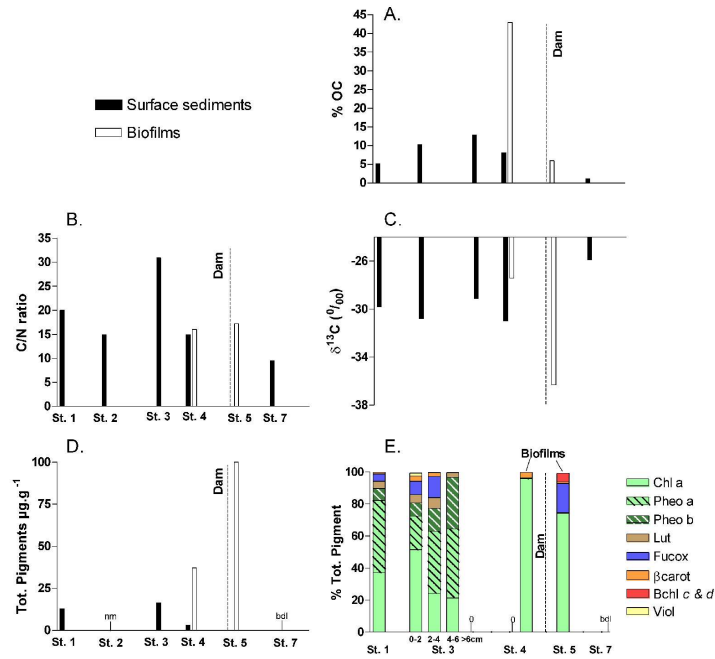 A.
45
40
35
30
25
20
15
10
5
0
% OC
Dam
Surface sediments
Biofilms
B.
35
30
25
20
15
10
5
0
C/N ratio
Dam
St. 1 St. 2 St. 3 St. 4 St. 5 St. 7
C.
-26
-30
-34
-38
δ13C (0/00)
D.
100
75
50
25
0
Tot. Pigments µg.g-1
Dam
nm
bdl
St. 1 St. 2 St. 3 St. 4 St. 5 St. 7
E.
Biofilms
100
80
60
40
20
0
% Tot. Pigment
Dam
0 0 bdl
0-2 2-4 4-6 >6cm
St. 1 St. 3 St. 4 St. 5 St. 7
Chl a
Pheo a
Pheo b
Lut
Fucox
βcarot
Bchl c & d
Viol